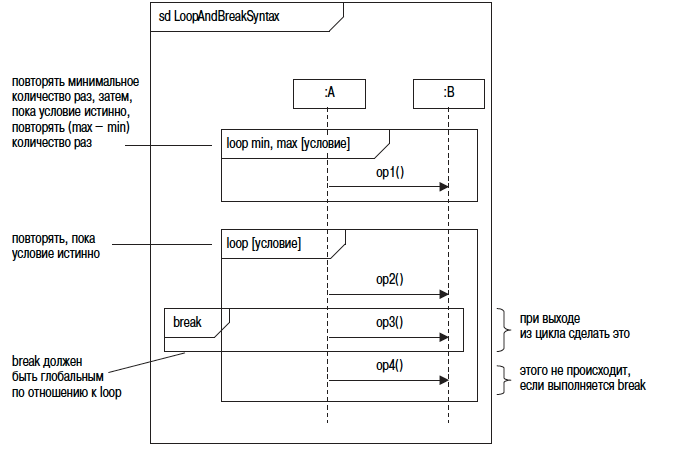 sd LoopAndBreakSyntax
повторять минимальное
количество раз, затем,
пока условие истинно,
повторять (max – min)
количество раз
:A
:B
loop min, max [условие]
op1()
повторять, пока
условие истинно
loop [условие]
op2()
break
op3()
при выходе
из цикла сделать это
break должен
быть глобальным
по отношению к loop
op4()
этого не происходит,
если выполняется break